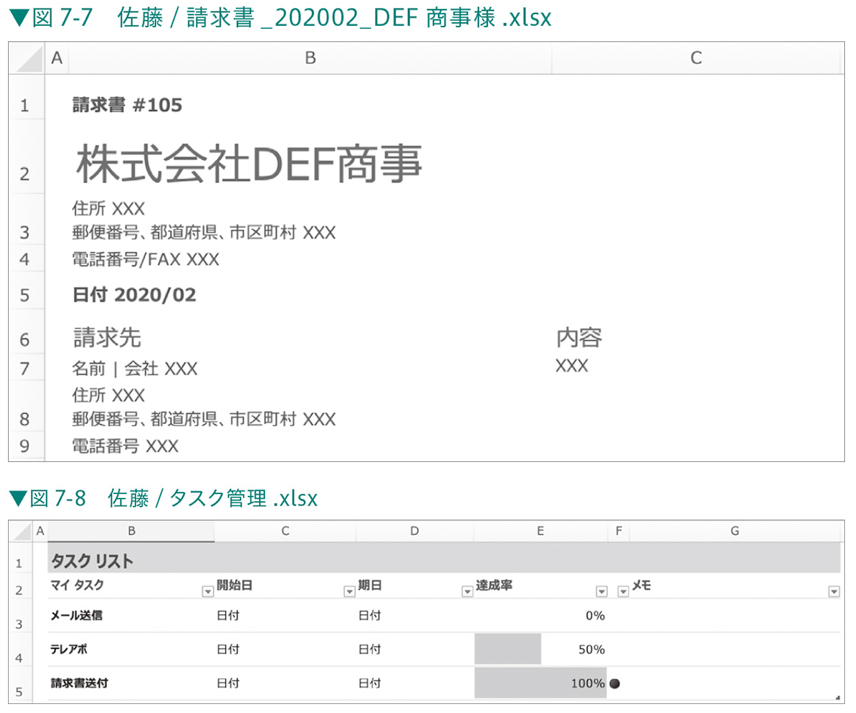 ▼図 7-7 佐藤 / 請求書 _202002_DEF 商事様 .xlsx
A B C
1 請求書 #105
2 株式会社DEF商事
住所 XXX
3 郵便番号、都道府県、市区町村 XXX
4 電話番号/FAX XXX
5 日付 2020/02
6 請求先 内容
7 名前 | 会社 XXX XXX
住所 XXX
8 郵便番号、都道府県、市区町村 XXX
9 電話番号 XXX
▼図 7-8 佐藤 / タスク管理 .xlsx
A B C D E F G
1 タスク リスト
2 マイ タスク 開始日 期日 達成率 メモ
3 メール送信 日付 日付 0%
4 テレアポ 日付 日付 50%
5 請求書送付 日付 日付 100%